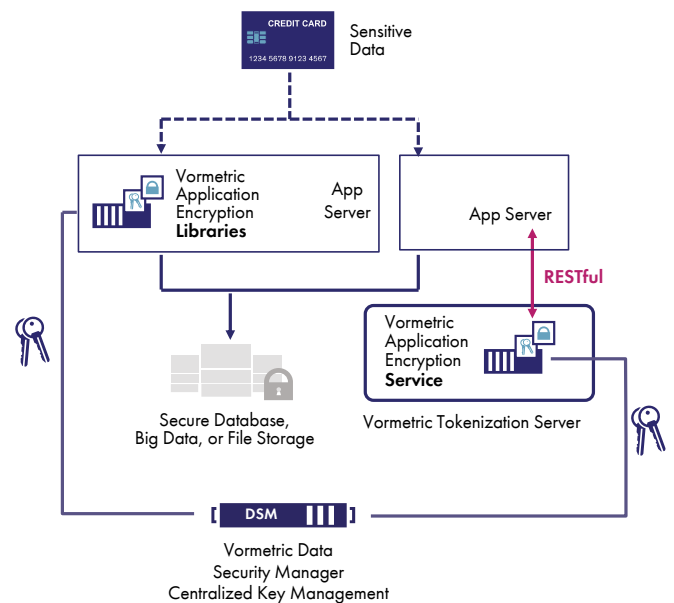 CREDIT CARD
1234 5678 9123 4567
Sensitive
Data
Vormetric
Application
Encryption
Libraries
App
Server
App Server
RESTful
Vormetric
Application
Encryption
Service
Vormetric Tokenization Server
Secure Database,
Big Data, or File Storage
DSM
Vormetric Data
Security Manager
Centralized Key Management